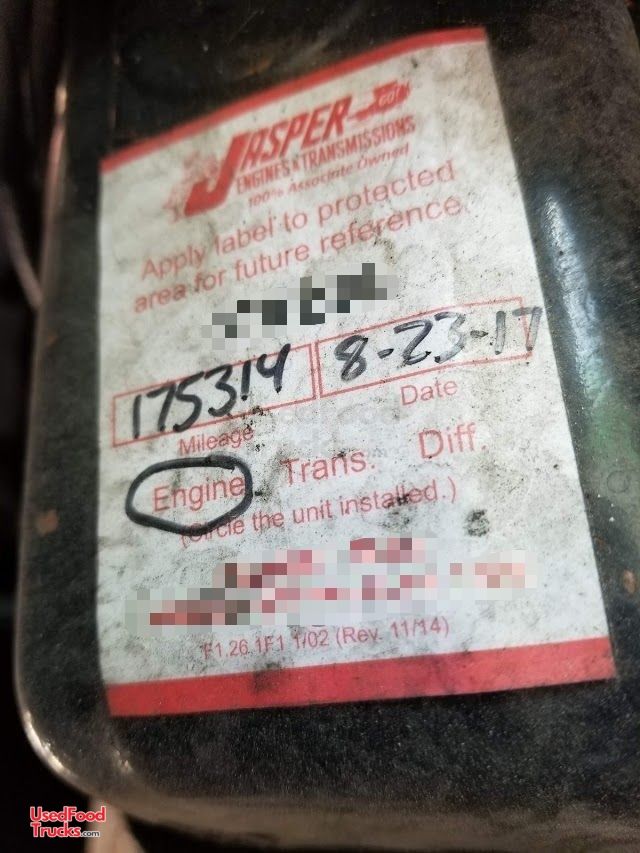 JASPER
ENGINES & TRANSMISSIONS
100% Associate Owned
Apply label to protected
area for future reference.
175314 8-23-17
Mileage Date
Engine Trans. Diff.
(Circle the unit installed.)
F1.26.1F1 1/02 (Rev. 11/14)
UsedFood
Trucks.com